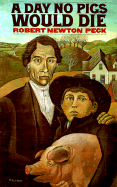 A DAY NO PIGS
WOULD DIE
ROBERT NEWTON PECK